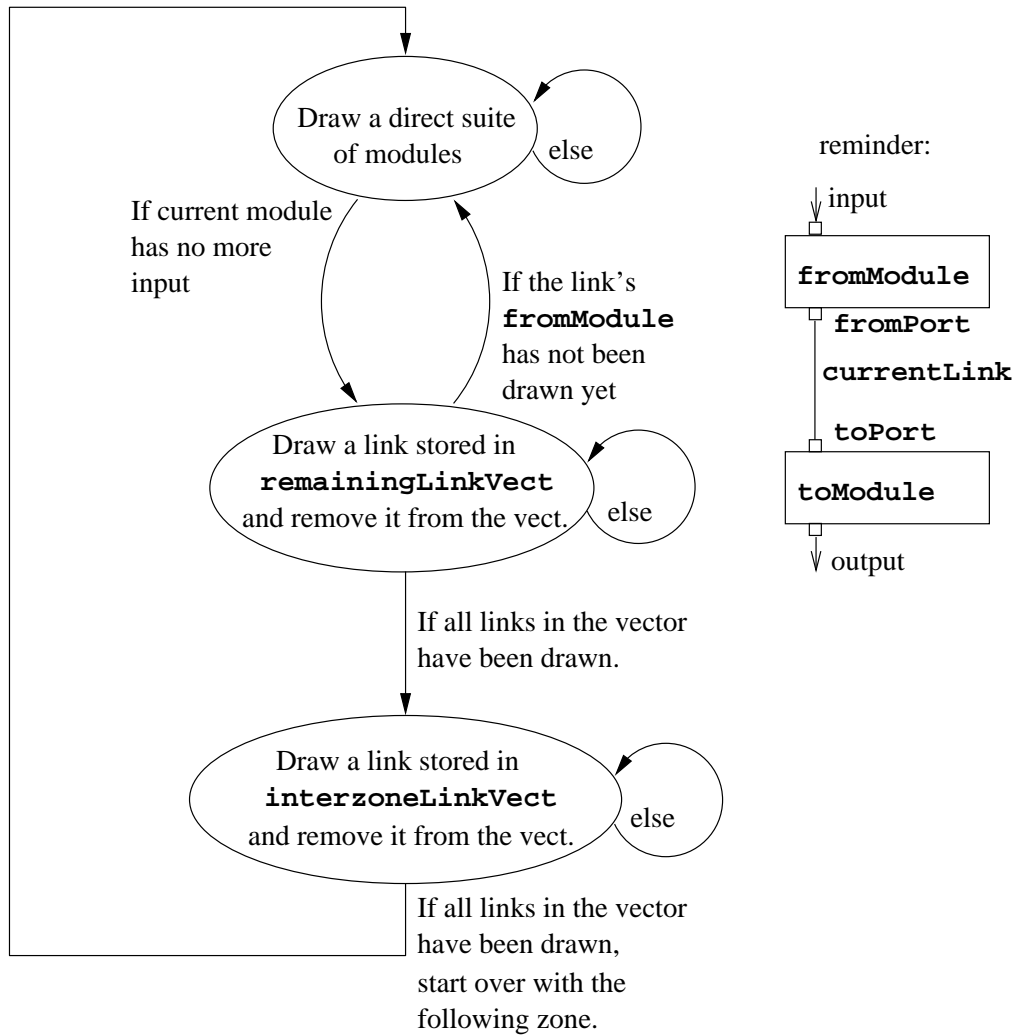 Draw a direct suite
of modules
else
If current module
has no more
input
If the link's
fromModule
has not been
drawn yet
Draw a link stored in
remainingLinkVect
and remove it from the vect.
else
If all links in the vector
have been drawn.
Draw a link stored in
interzoneLinkVect
and remove it from the vect.
else
If all links in the vector
have been drawn,
start over with the
following zone.
reminder:
input
fromModule
fromPort
currentLink
toPort
toModule
output